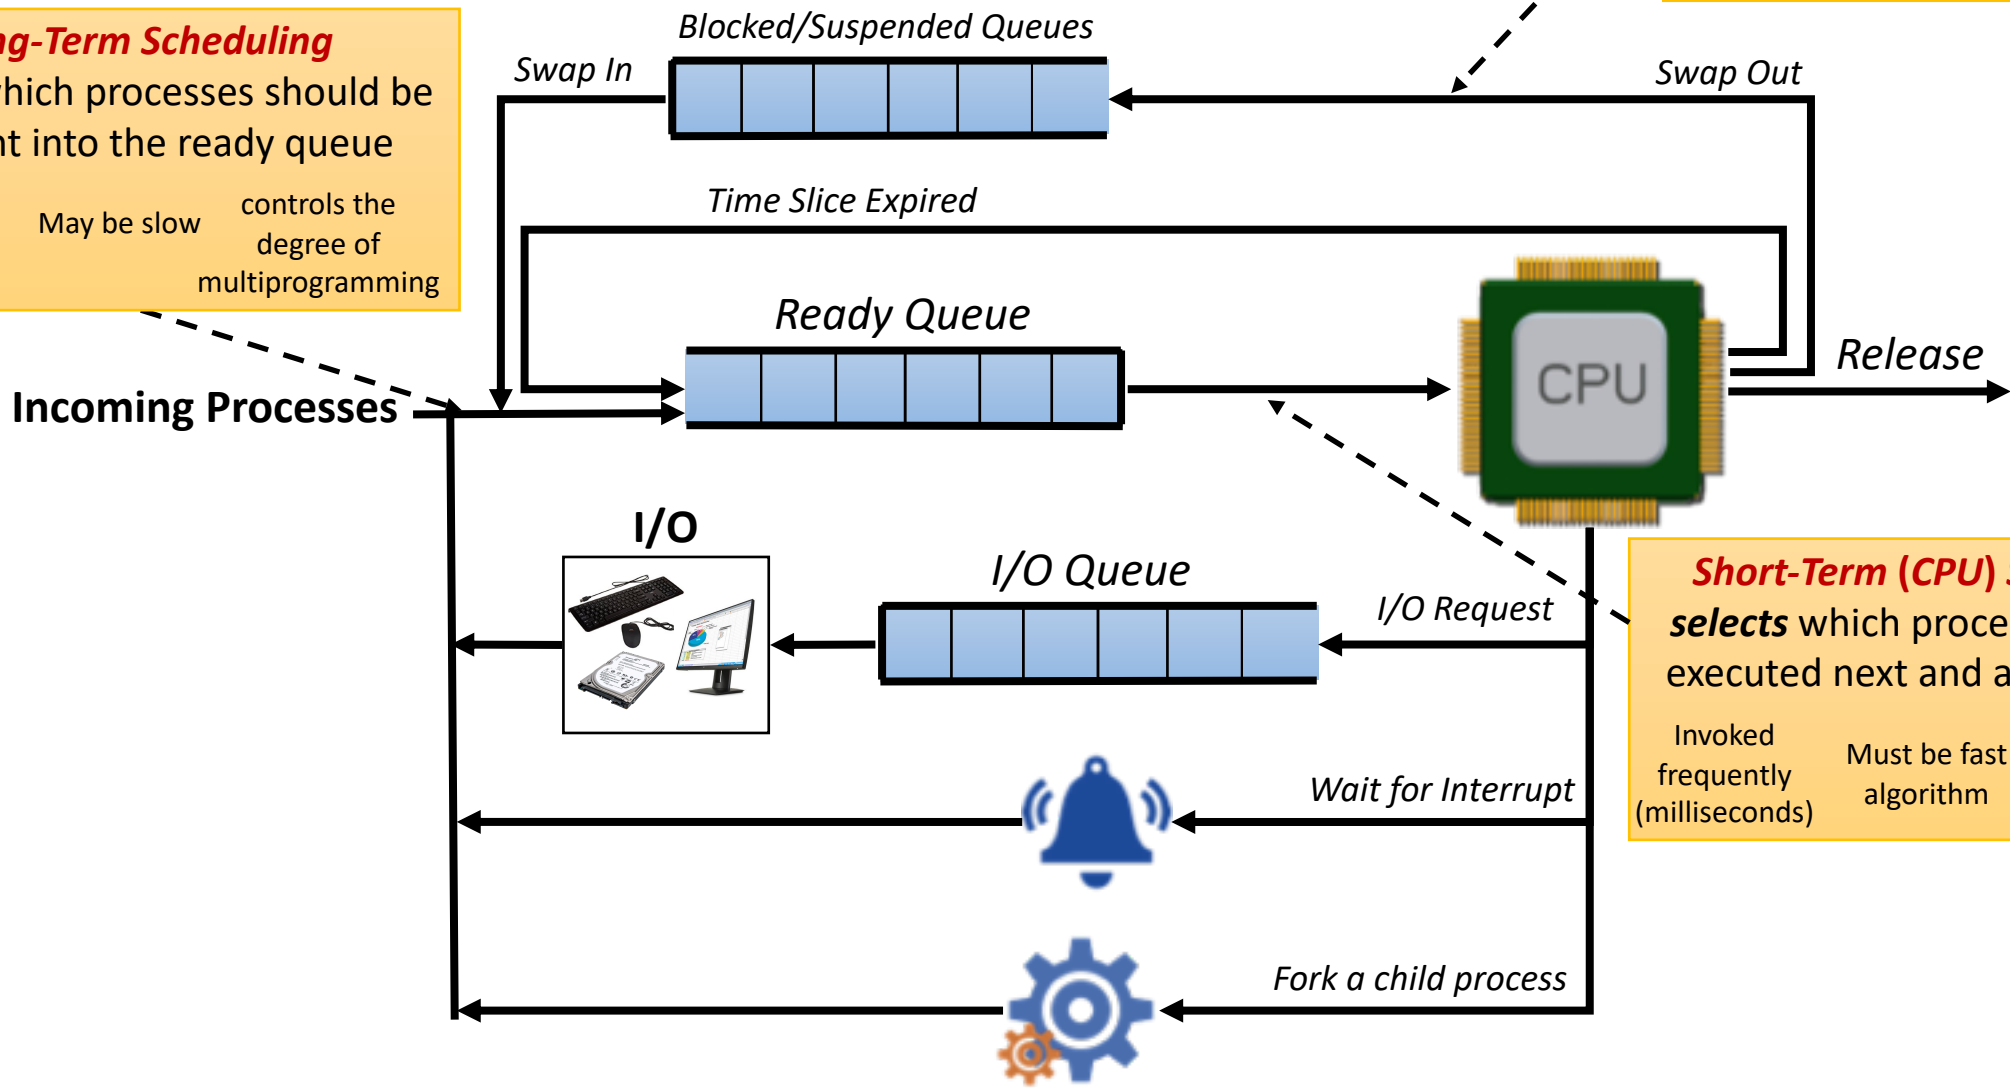 Blocked/Suspended Queues
Swap In
Swap Out
ng-Term Scheduling
which processes should be
nt into the ready queue
May be slow
controls the
degree of
multiprogramming
Time Slice Expired
Ready Queue
CPU
Release
Incoming Processes
I/O
I/O Queue
I/O Request
Short-Term (CPU)
selects which proce
executed next and a
Invoked
frequently
(milliseconds)
Must be fast
algorithm
Wait for Interrupt
Fork a child process